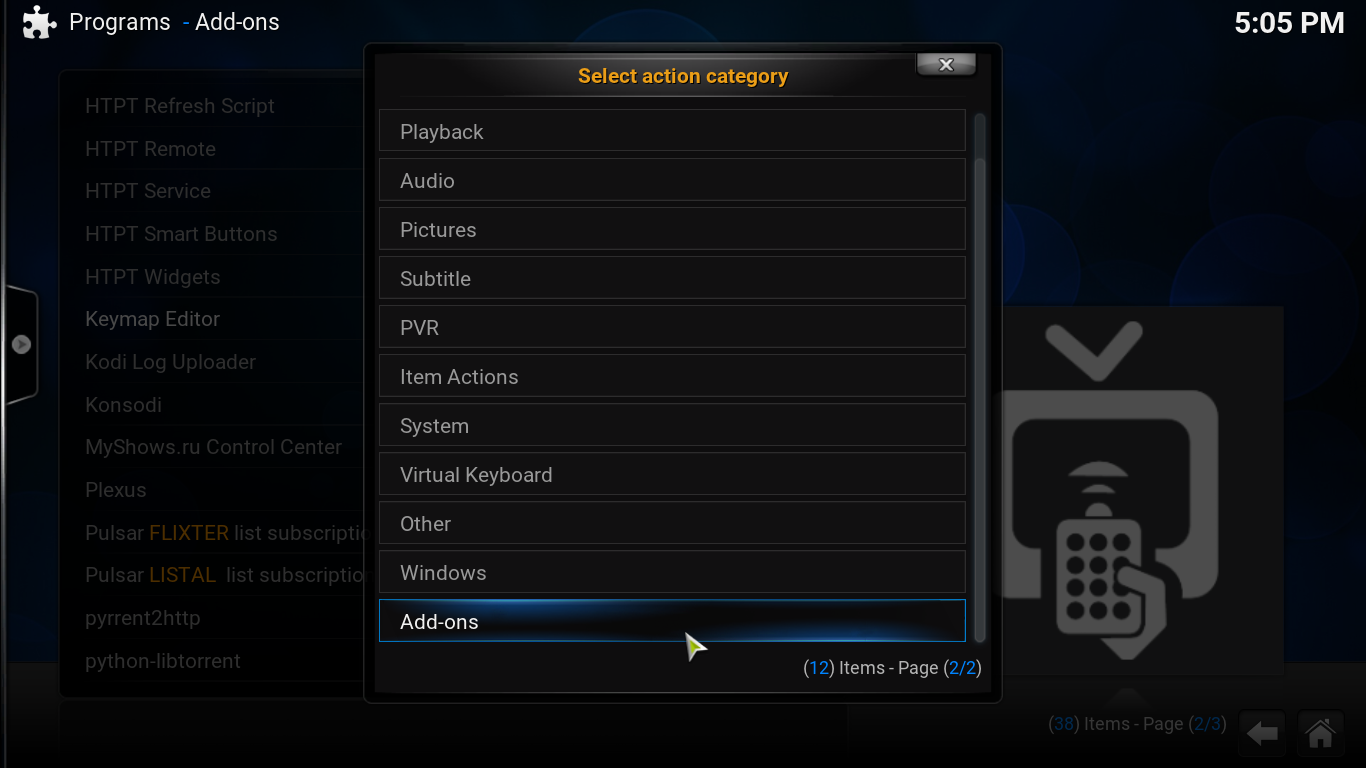 Programs - Add-ons
5:05 PM
Select action category
Playback
Audio
Pictures
Subtitle
PVR
Item Actions
System
Virtual Keyboard
Other
Windows
Add-ons
(12) Items - Page (2/2)
HTPT Refresh Script
HTPT Remote
HTPT Service
HTPT Smart Buttons
HTPT Widgets
Keymap Editor
Kodi Log Uploader
Konsodi
MyShows.ru Control Center
Plexus
Pulsar FLIXTER list subscriptio
Pulsar LISTAL list subscription
pyrrent2http
python-libtorrent
(38) Items - Page (2/3)